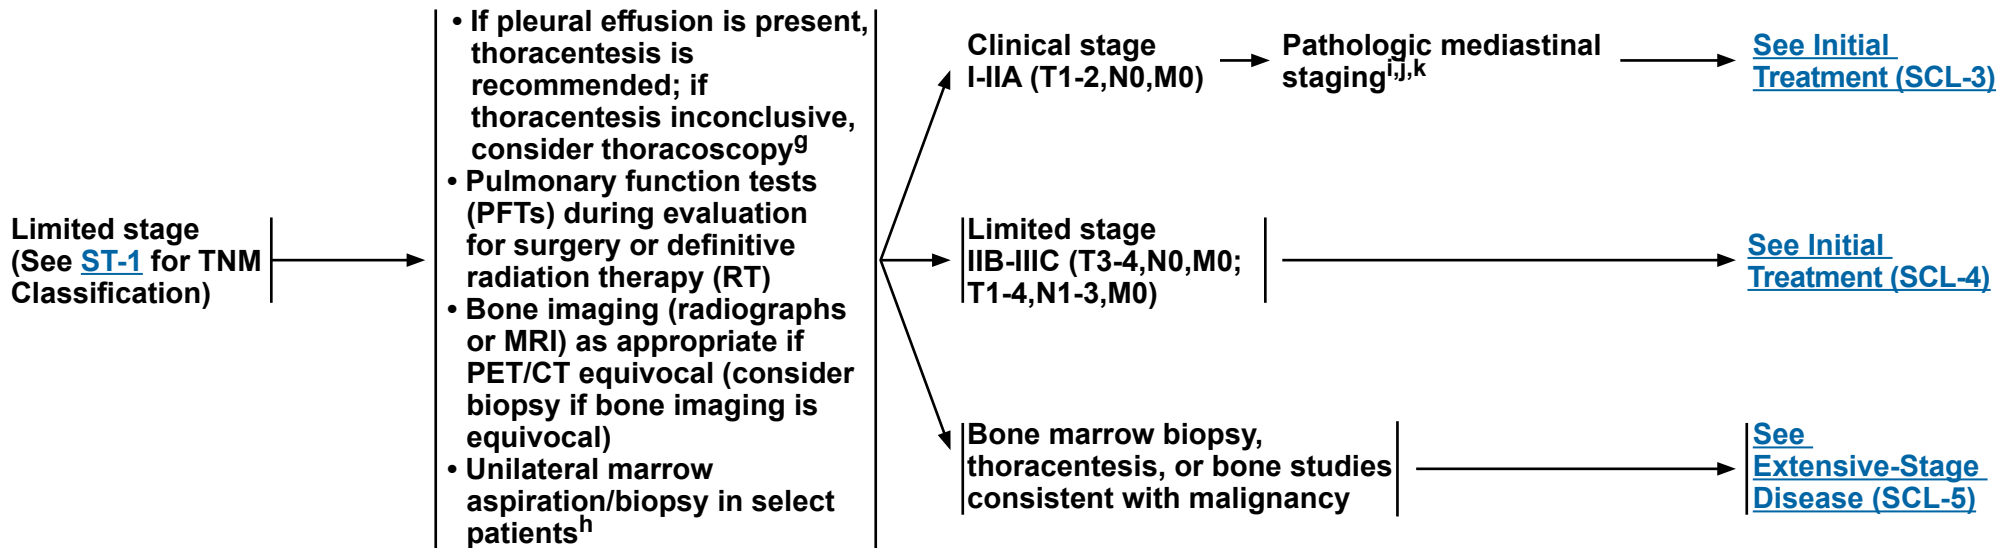 Limited stage
(See ST-1 for TNM
Classification)
• If pleural effusion is present,
thoracentesis is
recommended; if
thoracentesis inconclusive,
consider thoracoscopyg
• Pulmonary function tests
(PFTs) during evaluation
for surgery or definitive
radiation therapy (RT)
• Bone imaging (radiographs
or MRI) as appropriate if
PET/CT equivocal (consider
biopsy if bone imaging is
equivocal)
• Unilateral marrow
aspiration/biopsy in select
patientsh
Clinical stage
I-IIA (T1-2,N0,M0)
Pathologic mediastinal
stagingi,j,k
See Initial
Treatment (SCL-3)
Limited stage
IIB-IIIC (T3-4,N0,M0;
T1-4,N1-3,M0)
See Initial
Treatment (SCL-4)
Bone marrow biopsy,
thoracentesis, or bone studies
consistent with malignancy
See
Extensive-Stage
Disease (SCL-5)